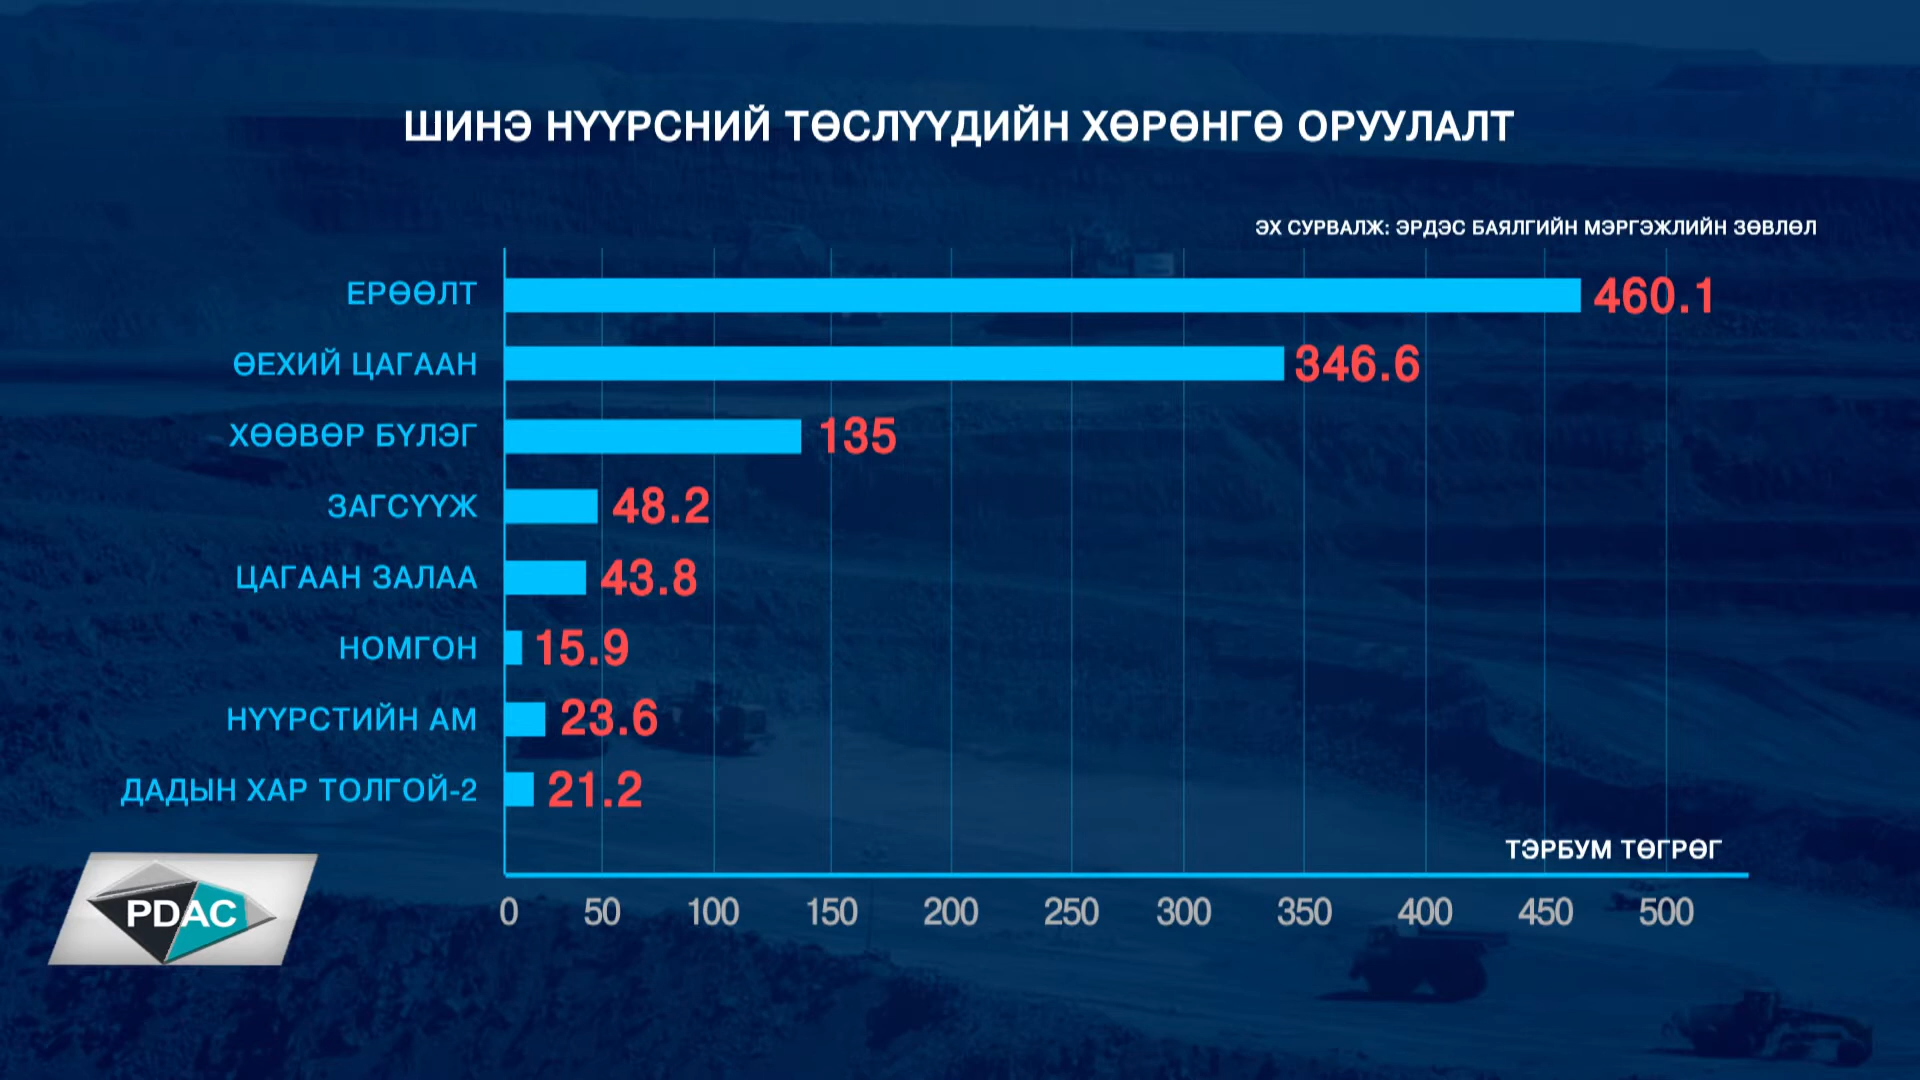 ШИНЭ НҮҮРСНИЙ ТӨСЛҮҮДИЙН ХӨРӨНГӨ ОРУУЛАЛТ
ЭХ СУРВАЛЖ: ЭРДЭС БАЯЛГИЙН МЭРГЭЖЛИЙН ЗӨВЛӨЛ
ЕРӨӨЛТ 460.1
ӨЕХИЙ ЦАГААН 346.6
ХӨӨВӨР БҮЛЭГ 135
ЗАГСҮҮЖ 48.2
ЦАГААН ЗАЛАА 43.8
НОМГОН 15.9
НҮҮРСТИЙН АМ 23.6
ДАДЫН ХАР ТОЛГОЙ-2 21.2
ТЭРБУМ ТӨГРӨГ
0 50 100 150 200 250 300 350 400 450 500
PDAC